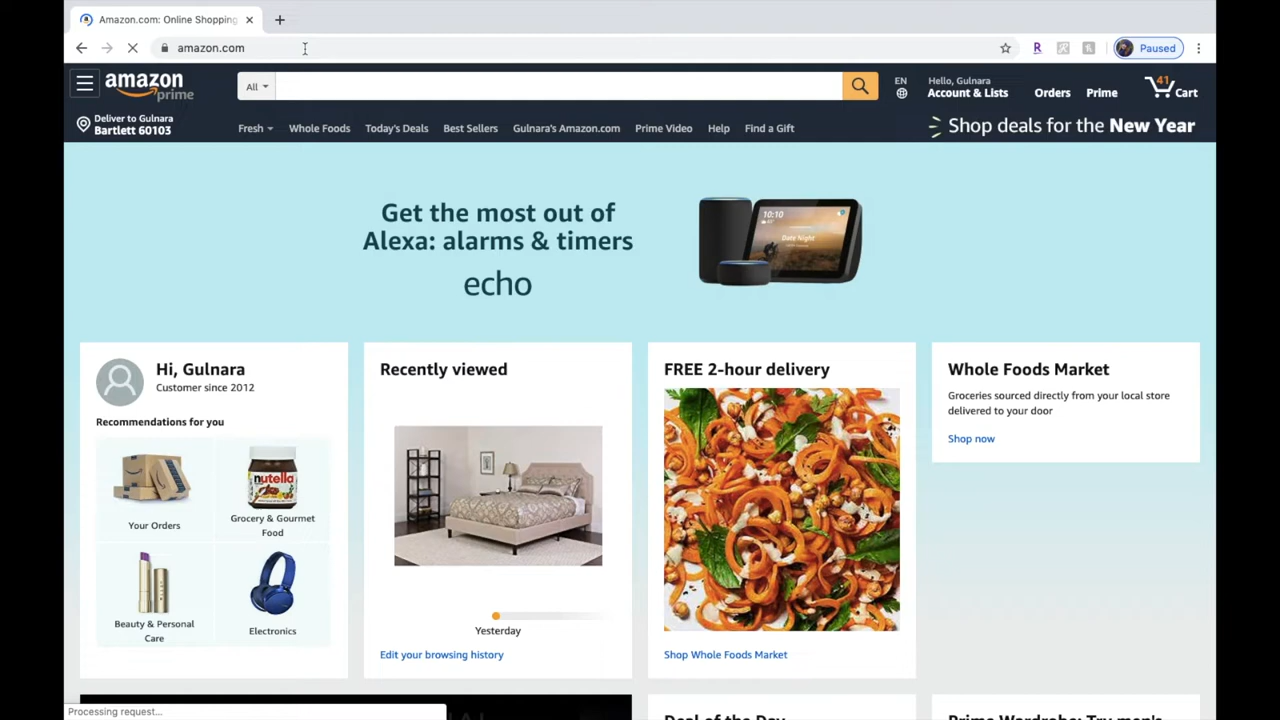 Amazon.com: Online Shopping
amazon.com
R
Paused
amazon
prime
All
EN
Hello, Gulnara
Account & Lists
Orders
Prime
41
Cart
Deliver to Gulnara
Bartlett 60103
Fresh
Whole Foods
Today's Deals
Best Sellers
Gulnara's Amazon.com
Prime Video
Help
Find a Gift
Shop deals for the New Year
Get the most out of
Alexa: alarms & timers
echo
10:10
Date Night
Hi, Gulnara
Customer since 2012
Recommendations for you
nutella
Your Orders
Grocery & Gourmet
Food
Beauty & Personal
Care
Electronics
Recently viewed
Yesterday
Edit your browsing history
FREE 2-hour delivery
Shop Whole Foods Market
Whole Foods Market
Groceries sourced directly from your local store
delivered to your door
Shop now
Deal of the Day
Prime Wardrobe: Try men's
Processing request...